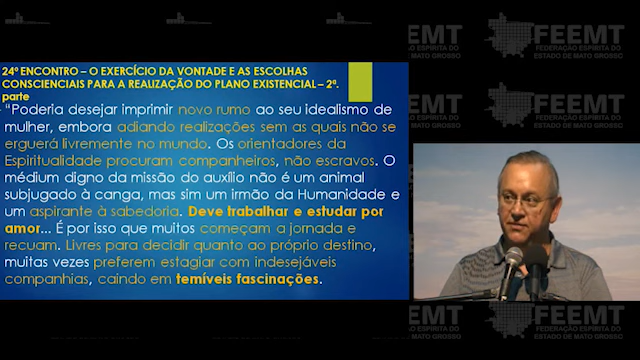 FEEMT
FEDERAÇÃO ESPÍRITA DO
ESTADO DE MATO GROSSO
24º ENCONTRO – O EXERCÍCIO DA VONTADE E AS ESCOLHAS
CONSCIENCIAIS PARA A REALIZAÇÃO DO PLANO EXISTENCIAL – 2ª.
parte
“Poderia desejar imprimir novo rumo ao seu idealismo de
mulher, embora adiando realizações sem as quais não se
erguerá livremente no mundo. Os orientadores da
Espiritualidade procuram companheiros, não escravos. O
médium digno da missão do auxílio não é um animal
subjugado à canga, mas sim um irmão da Humanidade e
um aspirante à sabedoria. Deve trabalhar e estudar por
amor... É por isso que muitos começam a jornada e
recuam. Livres para decidir quanto ao próprio destino,
muitas vezes preferem estagiar com indesejáveis
companhias, caindo em temíveis fascinações.
FEEMT
FEDERAÇÃO ESPÍRITA DO
ESTADO DE MATO GROSSO